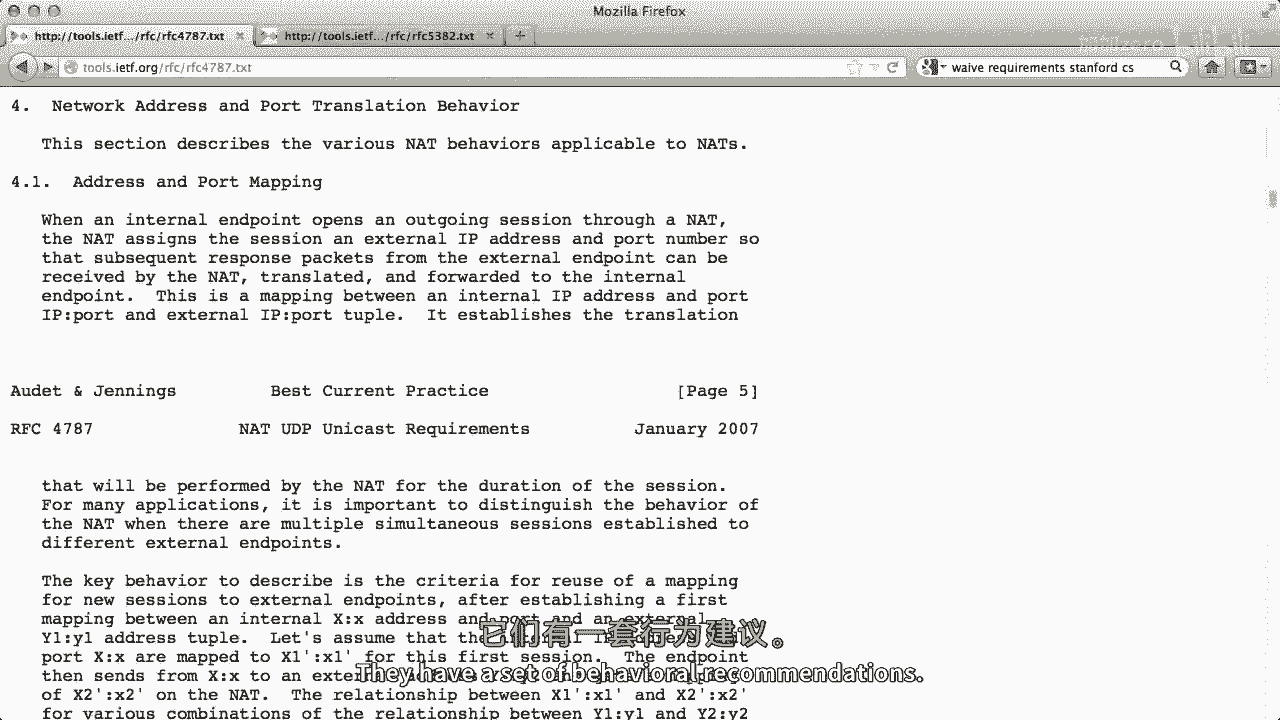 Mozilla Firefox
http://tools.ietf.../rfc/rfc4787.txt
http://tools.ietf.../rfc/rfc5382.txt
tools.ietf.org/rfc/rfc4787.txt
waive requirements stanford cs
4.  Network Address and Port Translation Behavior
This section describes the various NAT behaviors applicable to NATs.
4.1.  Address and Port Mapping
When an internal endpoint opens an outgoing session through a NAT,
the NAT assigns the session an external IP address and port number so
that subsequent response packets from the external endpoint can be
received by the NAT, translated, and forwarded to the internal
endpoint.  This is a mapping between an internal IP address and port
IP:port and external IP:port tuple.  It establishes the translation
Audet & Jennings Best Current Practice [Page 5]
RFC 4787 NAT UDP Unicast Requirements January 2007
that will be performed by the NAT for the duration of the session.
For many applications, it is important to distinguish the behavior of
the NAT when there are multiple simultaneous sessions established to
different external endpoints.
The key behavior to describe is the criteria for reuse of a mapping
for new sessions to external endpoints, after establishing a first
mapping between an internal X:x address and port and an external
Y1:y1 address tuple.  Let's assume that the
port X:x are mapped to X1':x1' for this first session.  The endpoint
then sends from X:x to an
of X2':x2' on the NAT.  The relationship between X1':x1' and X2':x2'
for various combinations of the relationship between Y1:y1 and Y2:y2
它们有一套行为建议。
They have a set of behavioral recommendations.